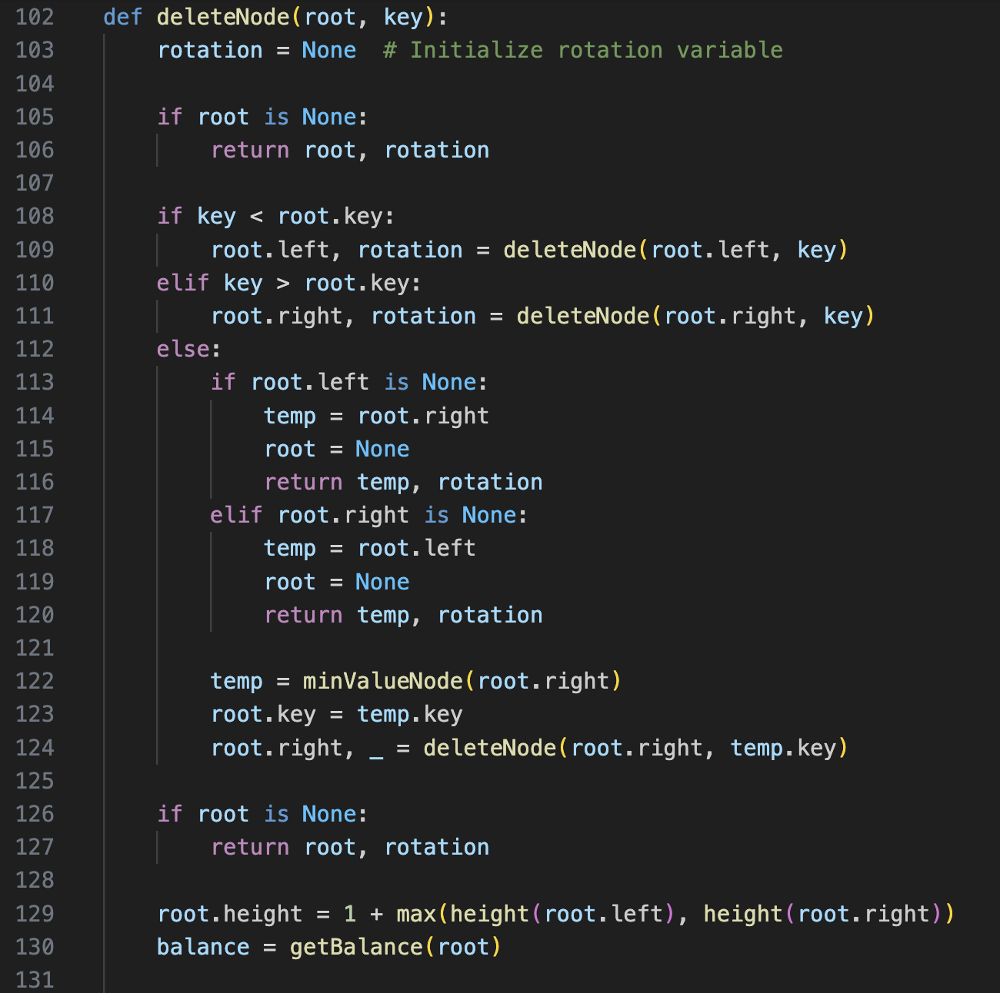 102 def deleteNode(root, key):
103 rotation = None  # Initialize rotation variable
104
105 if root is None:
106 return root, rotation
107
108 if key < root.key:
109 root.left, rotation = deleteNode(root.left, key)
110 elif key > root.key:
111 root.right, rotation = deleteNode(root.right, key)
112 else:
113 if root.left is None:
114 temp = root.right
115 root = None
116 return temp, rotation
117 elif root.right is None:
118 temp = root.left
119 root = None
120 return temp, rotation
121
122 temp = minValueNode(root.right)
123 root.key = temp.key
124 root.right, _ = deleteNode(root.right, temp.key)
125
126 if root is None:
127 return root, rotation
128
129 root.height = 1 + max(height(root.left), height(root.right))
130 balance = getBalance(root)
131